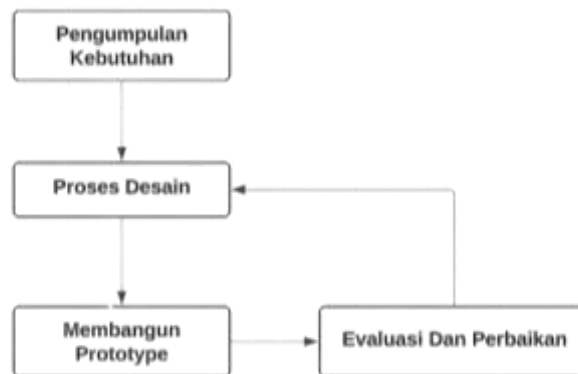 Pengumpulan
Kebutuhan
Proses Desain
Membangun
Prototype
Evaluasi Dan Perbaikan